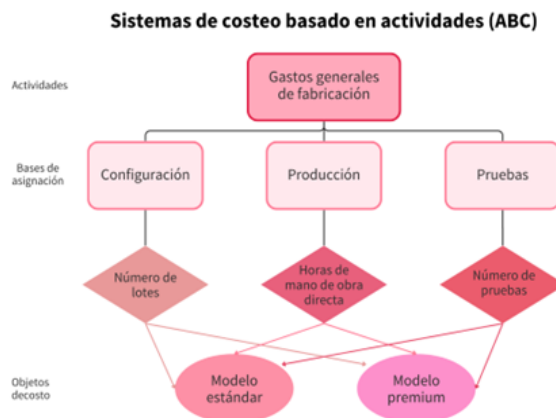 Sistemas de costeo basado en actividades (ABC)
Actividades
Gastos generales
de fabricación
Bases de
asignación
Configuración
Producción
Pruebas
Número de
lotes
Horas de
mano de obra
directa
Número de
pruebas
Objetos
decosto
Modelo
estándar
Modelo
premium